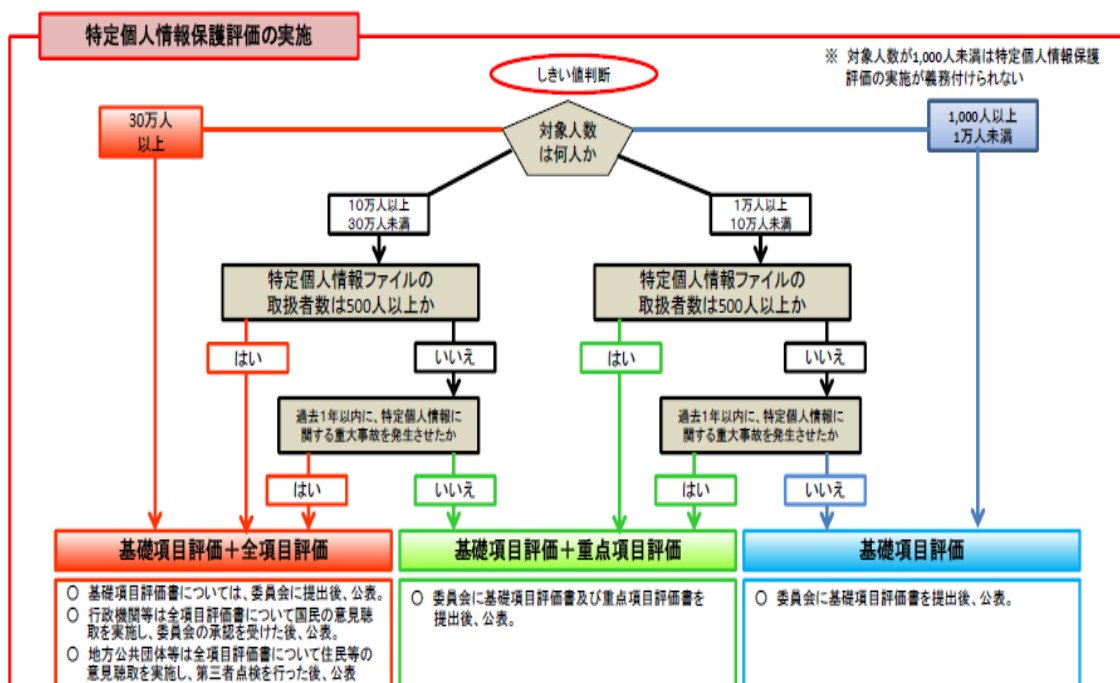 特定個人情報保護評価の実施
しきい値判断
※ 対象人数が1,000人未満は特定個人情報保護
評価の実施が義務付けられない
30万人
以上
対象人数
は何人か
1,000人以上
1万人未満
10万人以上
30万人未満
1万人以上
10万人未満
特定個人情報ファイルの
取扱者数は500人以上か
特定個人情報ファイルの
取扱者数は500人以上か
はい
いいえ
はい
いいえ
過去1年以内に、特定個人情報に
関する重大事故を発生させたか
過去1年以内に、特定個人情報に
関する重大事故を発生させたか
はい
いいえ
はい
いいえ
基礎項目評価＋全項目評価
基礎項目評価＋重点項目評価
基礎項目評価
○ 基礎項目評価書については、委員会に提出後、公表。
○ 行政機関等は全項目評価書について国民の意見聴
取を実施し、委員会の承認を受けた後、公表。
○ 地方公共団体等は全項目評価書について住民等の
意見聴取を実施し、第三者点検を行った後、公表
○ 委員会に基礎項目評価書及び重点項目評価書を
提出後、公表。
○ 委員会に基礎項目評価書を提出後、公表。